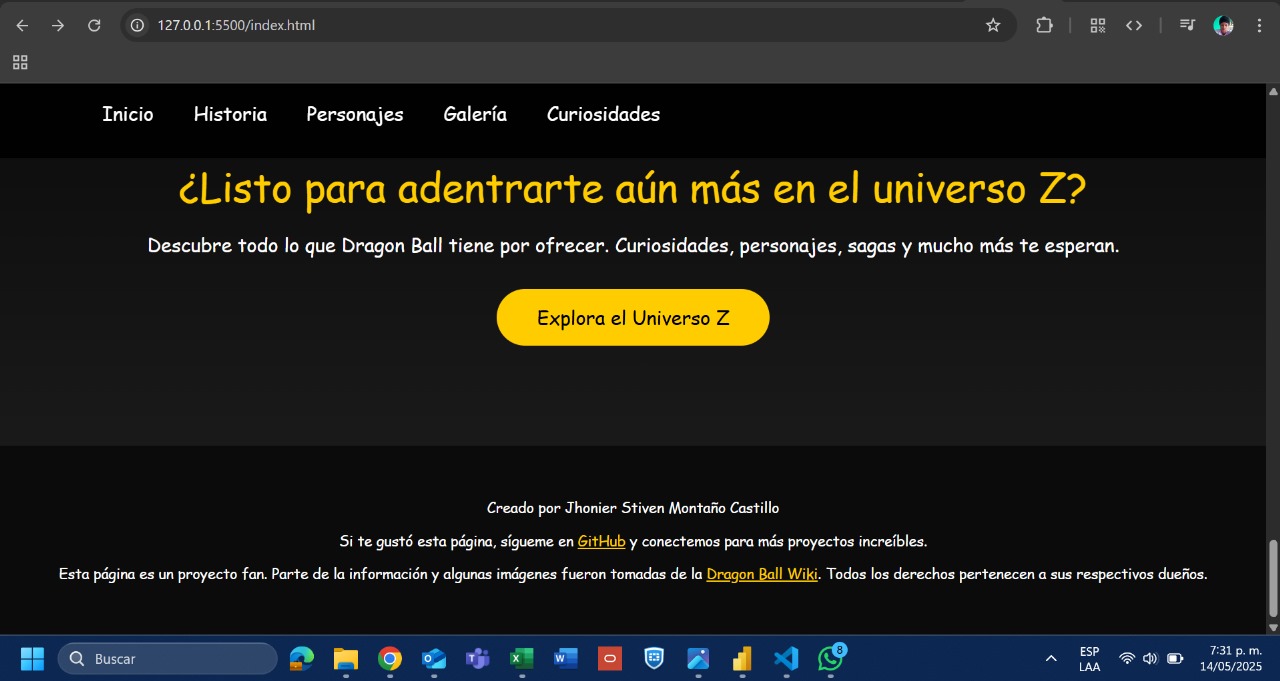 127.0.0.1:5500/index.html
Inicio Historia Personajes Galería Curiosidades
¿Listo para adentrarte aún más en el universo Z?
Descubre todo lo que Dragon Ball tiene por ofrecer. Curiosidades, personajes, sagas y mucho más te esperan.
Explora el Universo Z
Creado por Jhonier Stiven Montaño Castillo
Si te gustó esta página, sígueme en GitHub y conectemos para más proyectos increíbles.
Esta página es un proyecto fan. Parte de la información y algunas imágenes fueron tomadas de la Dragon Ball Wiki. Todos los derechos pertenecen a sus respectivos dueños.
Buscar
8
ESP
LAA
7:31 p. m.
14/05/2025